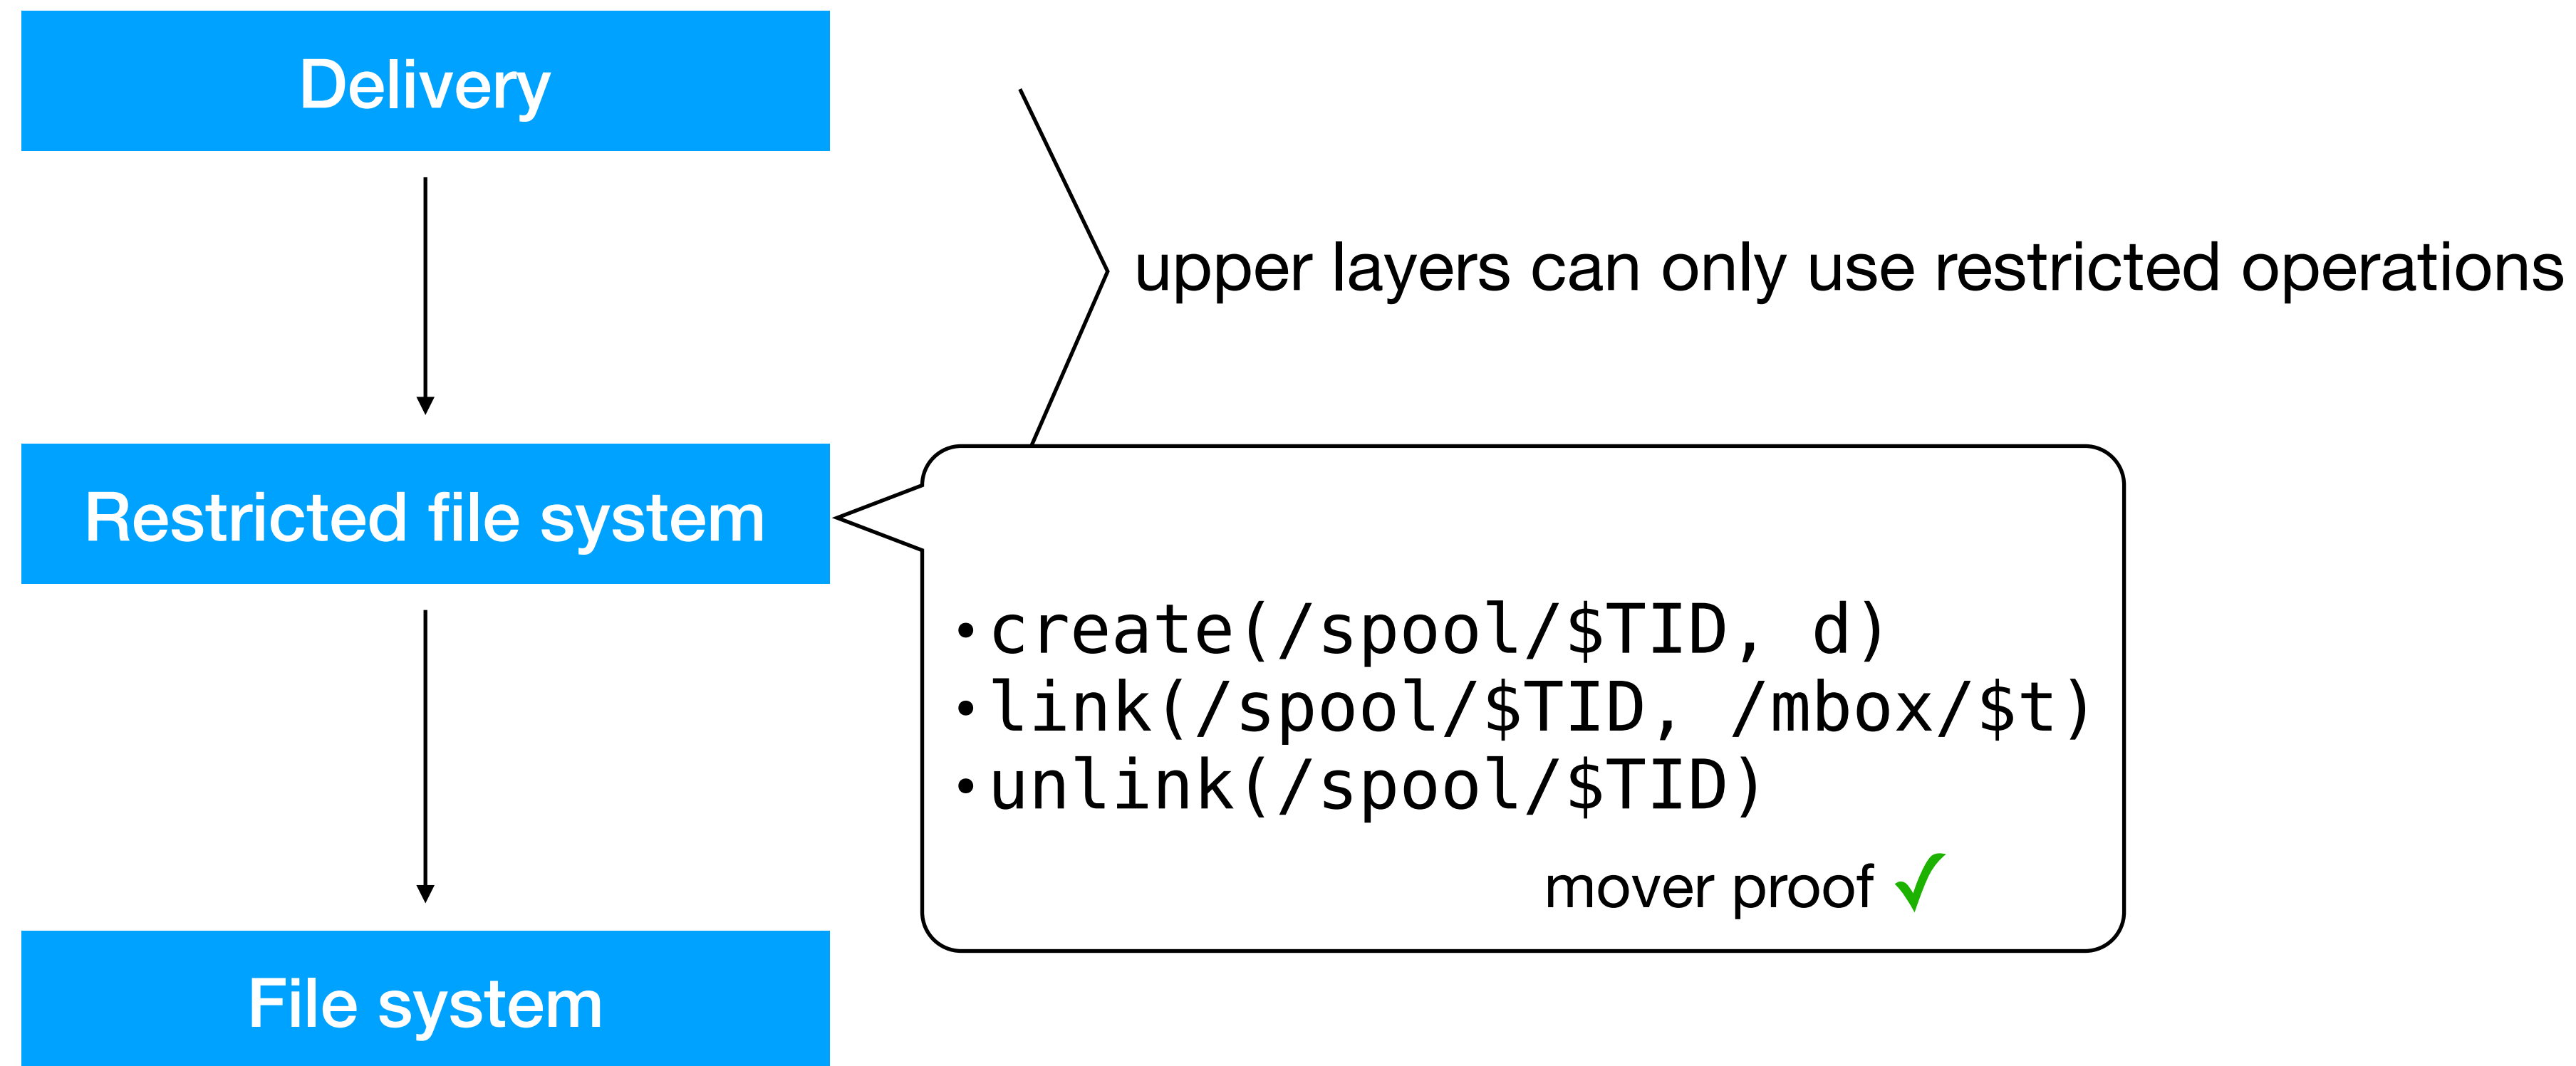 Delivery
upper layers can only use restricted operations
Restricted file system
•create(/spool/$TID, d)
•link(/spool/$TID, /mbox/$t)
•unlink(/spool/$TID)
mover proof ✓
File system